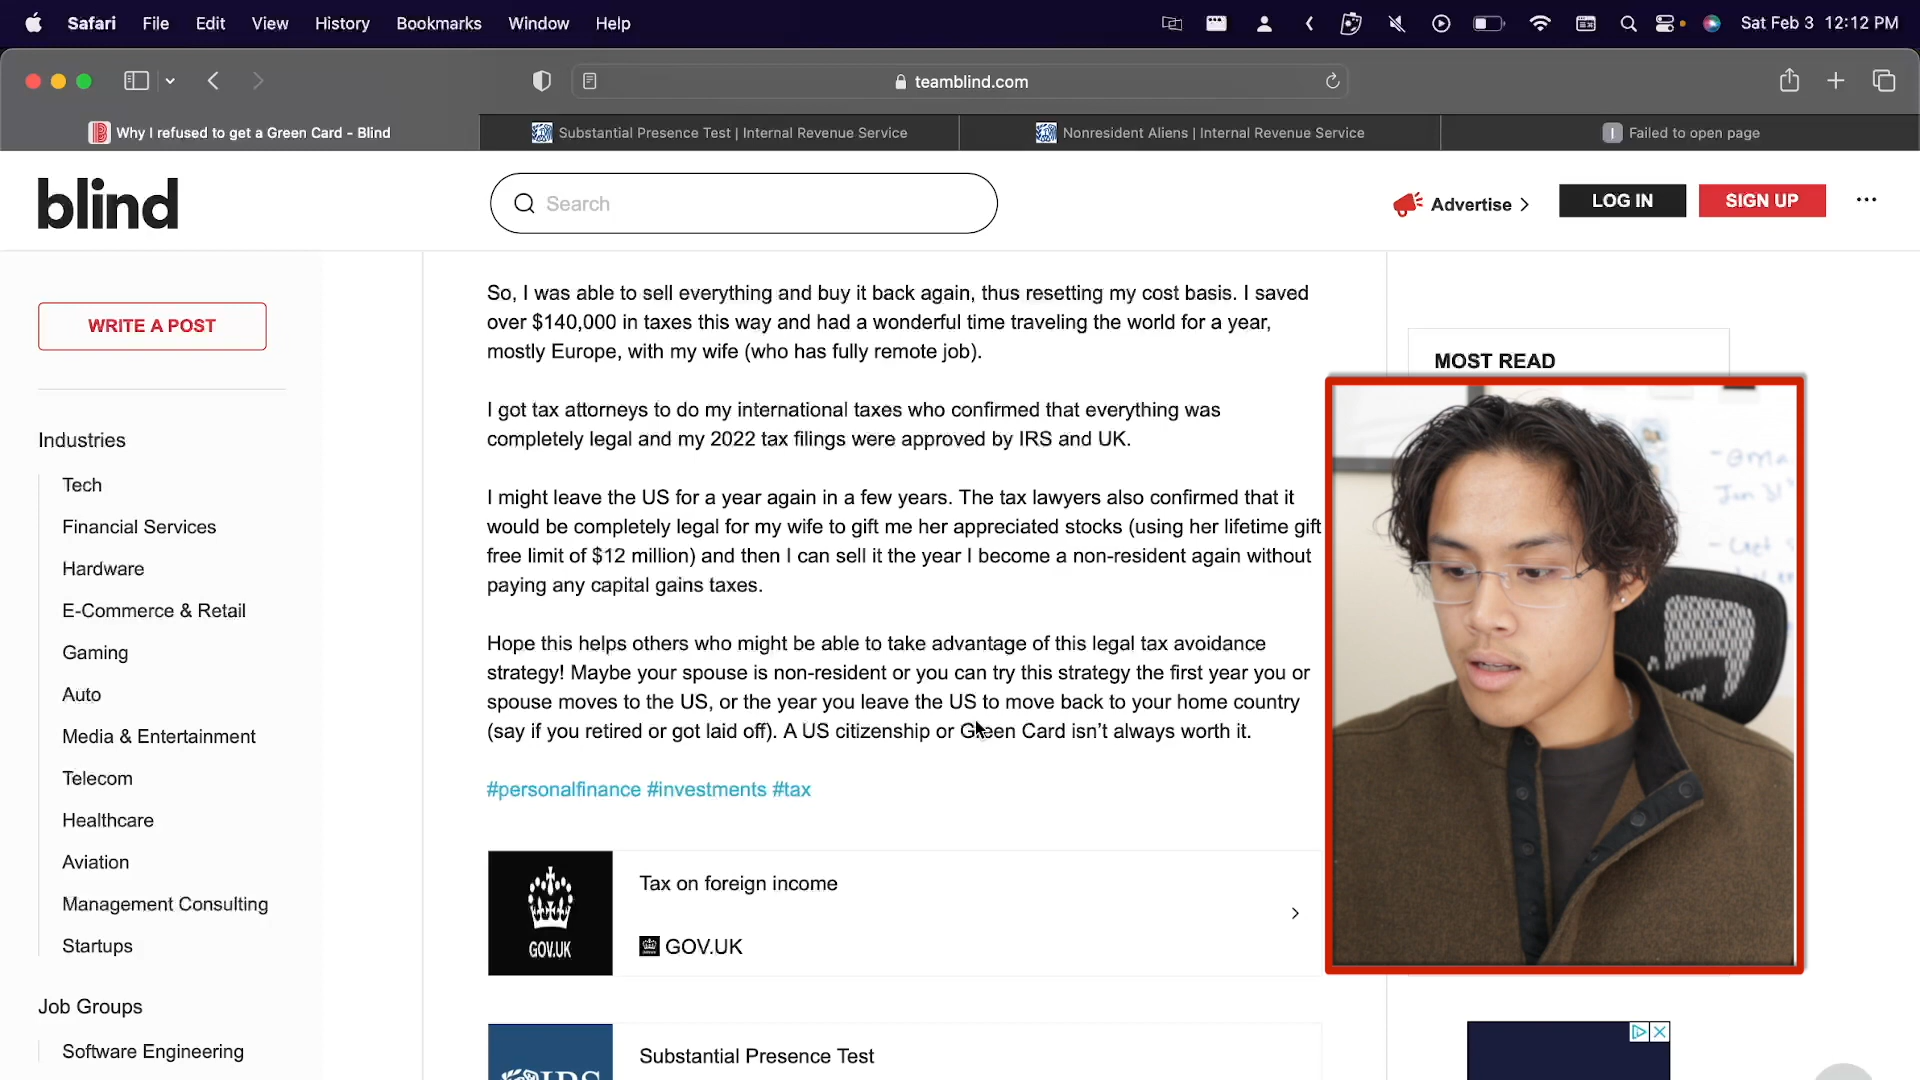 Safari File Edit View History Bookmarks Window Help Sat Feb 3 12:12 PM
teamblind.com
Why I refused to get a Green Card - Blind
Substantial Presence Test | Internal Revenue Service
Nonresident Aliens | Internal Revenue Service
Failed to open page
blind
Search
Advertise
LOG IN
SIGN UP
WRITE A POST
Industries
Tech
Financial Services
Hardware
E-Commerce & Retail
Gaming
Auto
Media & Entertainment
Telecom
Healthcare
Aviation
Management Consulting
Startups
Job Groups
Software Engineering
So, I was able to sell everything and buy it back again, thus resetting my cost basis. I saved
over $140,000 in taxes this way and had a wonderful time traveling the world for a year,
mostly Europe, with my wife (who has fully remote job).
I got tax attorneys to do my international taxes who confirmed that everything was
completely legal and my 2022 tax filings were approved by IRS and UK.
I might leave the US for a year again in a few years. The tax lawyers also confirmed that it
would be completely legal for my wife to gift me her appreciated stocks (using her lifetime gift
free limit of $12 million) and then I can sell it the year I become a non-resident again without
paying any capital gains taxes.
Hope this helps others who might be able to take advantage of this legal tax avoidance
strategy! Maybe your spouse is non-resident or you can try this strategy the first year you or
spouse moves to the US, or the year you leave the US to move back to your home country
(say if you retired or got laid off). A US citizenship or Green Card isn't always worth it.
#personalfinance #investments #tax
GOV.UK
Tax on foreign income
GOV.UK
IRS
Substantial Presence Test
MOST READ
Jan 31